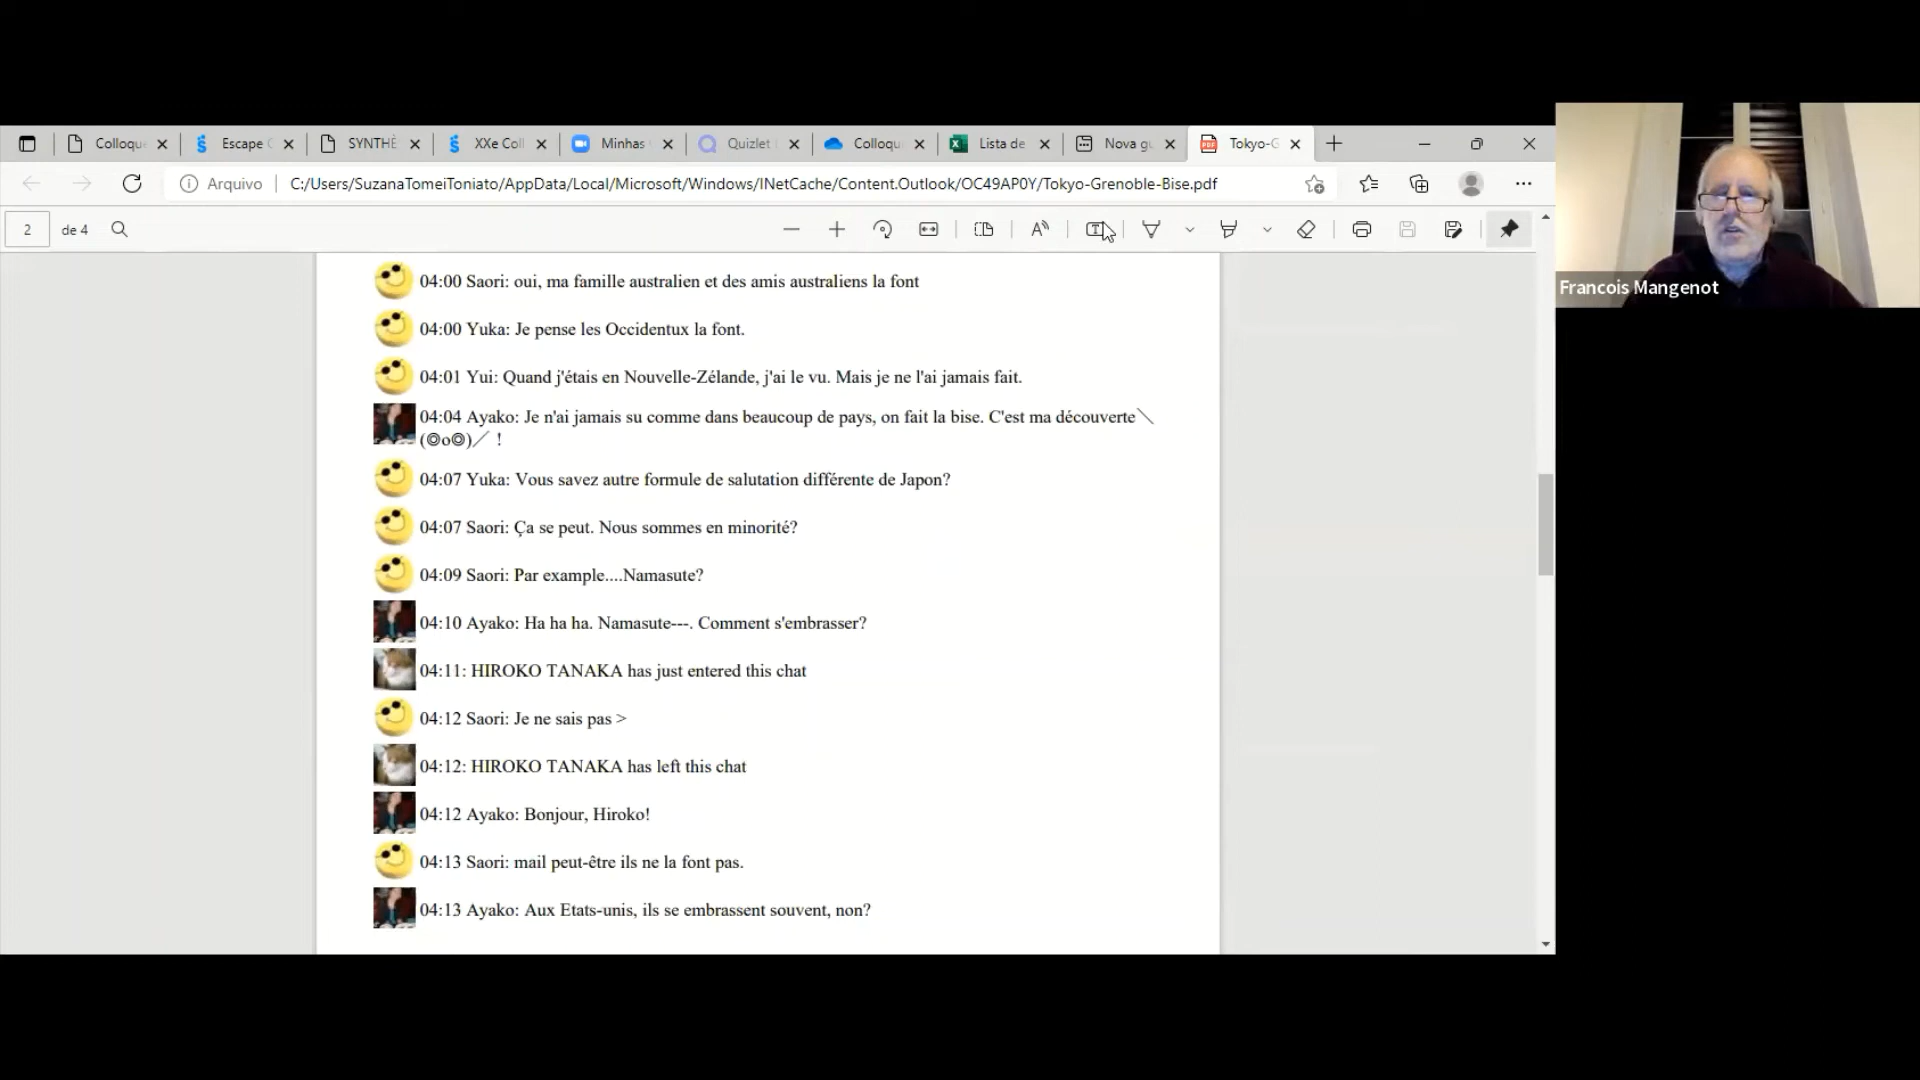 Colloqu
Escape
SYNTHÈ
XXe Coll
Minhas
Quizlet
Colloqu
Lista de
Nova gu
Tokyo-G
Arquivo
C:/Users/SuzanaTomeiToniato/AppData/Local/Microsoft/Windows/INetCache/Content.Outlook/OC49AP0Y/Tokyo-Grenoble-Bise.pdf
2 de 4
04:00 Saori: oui, ma famille australien et des amis australiens la font
04:00 Yuka: Je pense les Occidentux la font.
04:01 Yui: Quand j'étais en Nouvelle-Zélande, j'ai le vu. Mais je ne l'ai jamais fait.
04:04 Ayako: Je n'ai jamais su comme dans beaucoup de pays, on fait la bise. C'est ma découverte＼
(◎o◎)／ !
04:07 Yuka: Vous savez autre formule de salutation différente de Japon?
04:07 Saori: Ça se peut. Nous sommes en minorité?
04:09 Saori: Par example....Namasute?
04:10 Ayako: Ha ha ha. Namasute---. Comment s'embrasser?
04:11: HIROKO TANAKA has just entered this chat
04:12 Saori: Je ne sais pas >
04:12: HIROKO TANAKA has left this chat
04:12 Ayako: Bonjour, Hiroko!
04:13 Saori: mail peut-être ils ne la font pas.
04:13 Ayako: Aux Etats-unis, ils se embrassent souvent, non?
Francois Mangenot